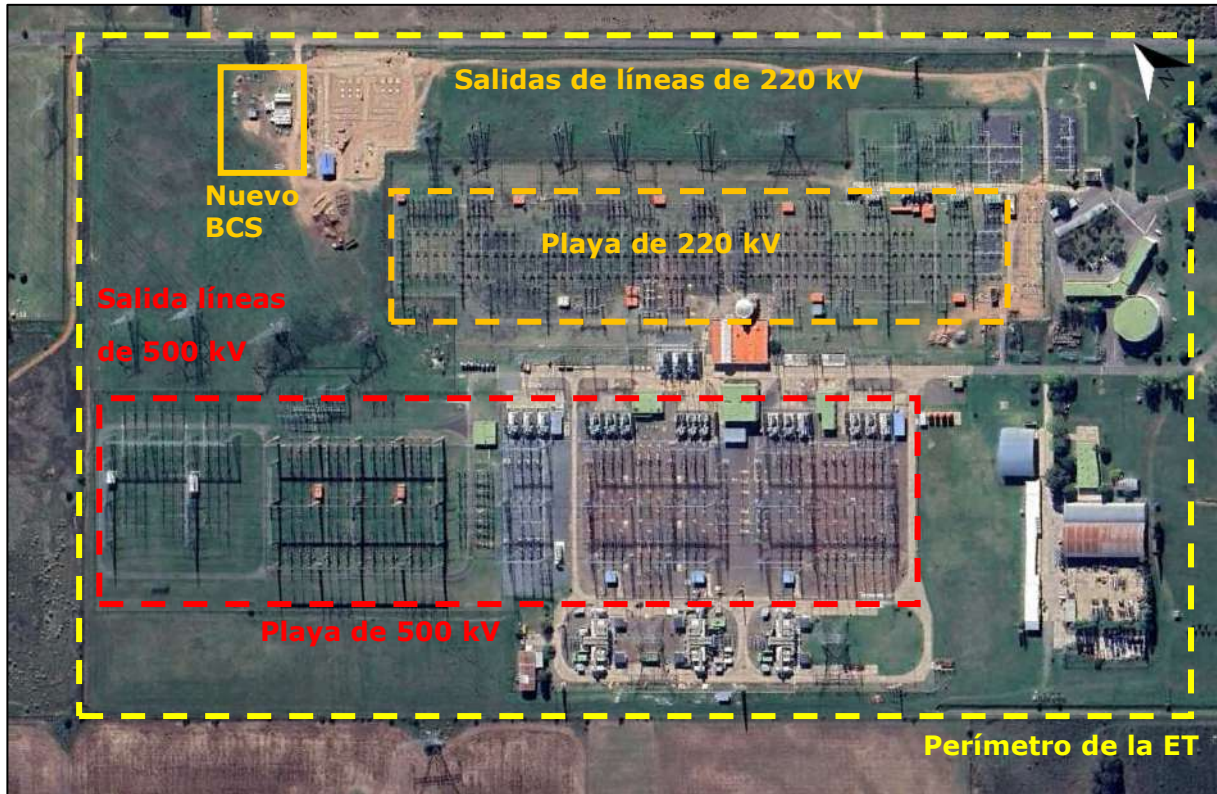 Salidas de líneas de 220 kV
Nuevo
BCS
Playa de 220 kV
Salida líneas
de 500 kV
Playa de 500 kV
Perímetro de la ET
N